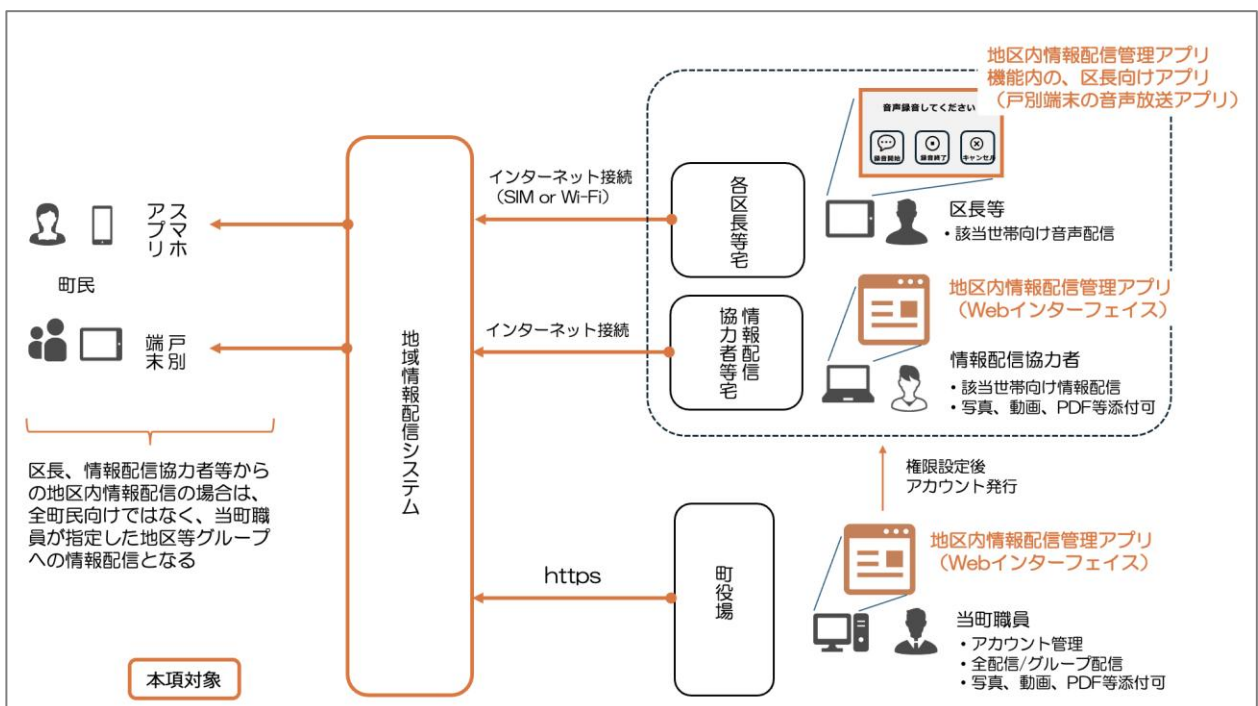 地区内情報配信管理アプリ
機能内の、区長向けアプリ
（戸別端末の音声放送アプリ）
音声録音してください
録音開始
録音終了
キャンセル
各区長等宅
区長等
・該当世帯向け音声配信
インターネット接続
（SIM or Wi-Fi）
スマホ
アプリ
町民
戸別
端末
地域情報配信システム
インターネット接続
情報配信
協力者等宅
地区内情報配信管理アプリ
（Webインターフェイス）
情報配信協力者
・該当世帯向け情報配信
・写真、動画、PDF等添付可
区長、情報配信協力者等から
の地区内情報配信の場合は、
全町民向けではなく、当町職
員が指定した地区等グループ
への情報配信となる
権限設定後
アカウント発行
https
町役場
地区内情報配信管理アプリ
（Webインターフェイス）
当町職員
・アカウント管理
・全配信/グループ配信
・写真、動画、PDF等添付可
本項対象